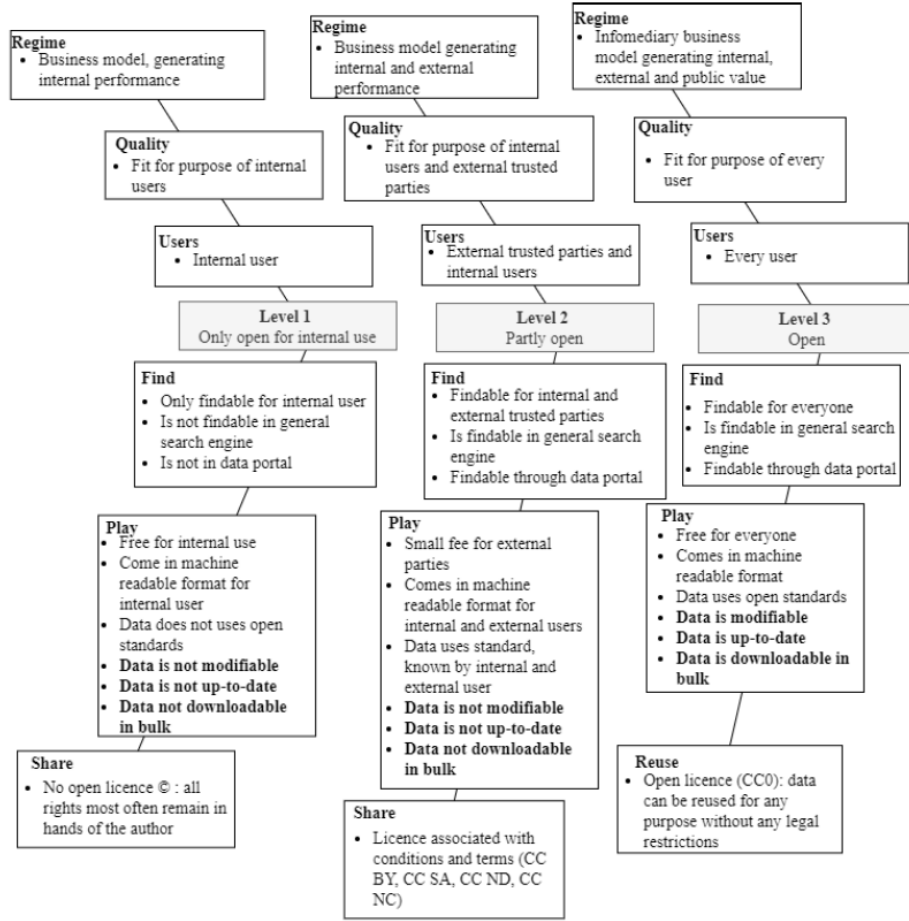 Regime
• Business model, generating
internal performance
Quality
• Fit for purpose of internal
users
Users
• Internal user
Level 1
Only open for internal use
Find
• Only findable for internal user
• Is not findable in general
search engine
• Is not in data portal
Play
• Free for internal use
• Come in machine
readable format for
internal user
• Data does not uses open
standards
• Data is not modifiable
• Data is not up-to-date
• Data not downloadable
in bulk
Share
• No open licence © : all
rights most often remain in
hands of the author
Regime
• Business model generating
internal and external
performance
Quality
• Fit for purpose of internal
users and external trusted
parties
Users
• External trusted parties and
internal users
Level 2
Partly open
Find
• Findable for internal and
external trusted parties
• Is findable in general search
engine
• Findable through data portal
Play
• Small fee for external
parties
• Comes in machine
readable format for
internal and external users
• Data uses standard,
known by internal and
external user
• Data is not modifiable
• Data is not up-to-date
• Data not downloadable
in bulk
Share
• Licence associated with
conditions and terms (CC
BY, CC SA, CC ND, CC
NC)
Regime
• Infomediary business
model generating internal,
external and public value
Quality
• Fit for purpose of every
user
Users
• Every user
Level 3
Open
Find
• Findable for everyone
• Is findable in general search
engine
• Findable through data portal
Play
• Free for everyone
• Comes in machine
readable format
• Data uses open standards
• Data is modifiable
• Data is up-to-date
• Data is downloadable in
bulk
Reuse
• Open licence (CC0): data
can be reused for any
purpose without any legal
restrictions